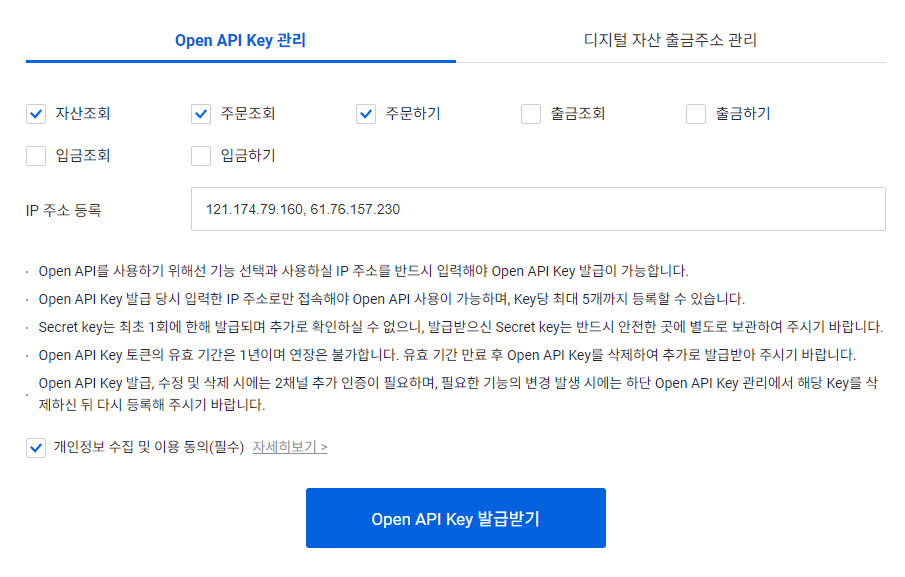 Open API Key 관리 디지털 자산 출금주소 관리
자산조회 주문조회 주문하기 출금조회 출금하기
입금조회 입금하기
IP 주소 등록 121.174.79.160, 61.76.157.230
· Open API를 사용하기 위해선 기능 선택과 사용하실 IP 주소를 반드시 입력해야 Open API Key 발급이 가능합니다.
· Open API Key 발급 당시 입력한 IP 주소로만 접속해야 Open API 사용이 가능하며, Key당 최대 5개까지 등록할 수 있습니다.
· Secret key는 최초 1회에 한해 발급되며 추가로 확인하실 수 없으니, 발급받으신 Secret key는 반드시 안전한 곳에 별도로 보관하여 주시기 바랍니다.
· Open API Key 토큰의 유효 기간은 1년이며 연장은 불가합니다. 유효 기간 만료 후 Open API Key를 삭제하여 추가로 발급받아 주시기 바랍니다.
· Open API Key 발급, 수정 및 삭제 시에는 2채널 추가 인증이 필요하며, 필요한 기능의 변경 발생 시에는 하단 Open API Key 관리에서 해당 Key를 삭
제하신 뒤 다시 등록해 주시기 바랍니다.
개인정보 수집 및 이용 동의(필수) 자세히보기 >
Open API Key 발급받기